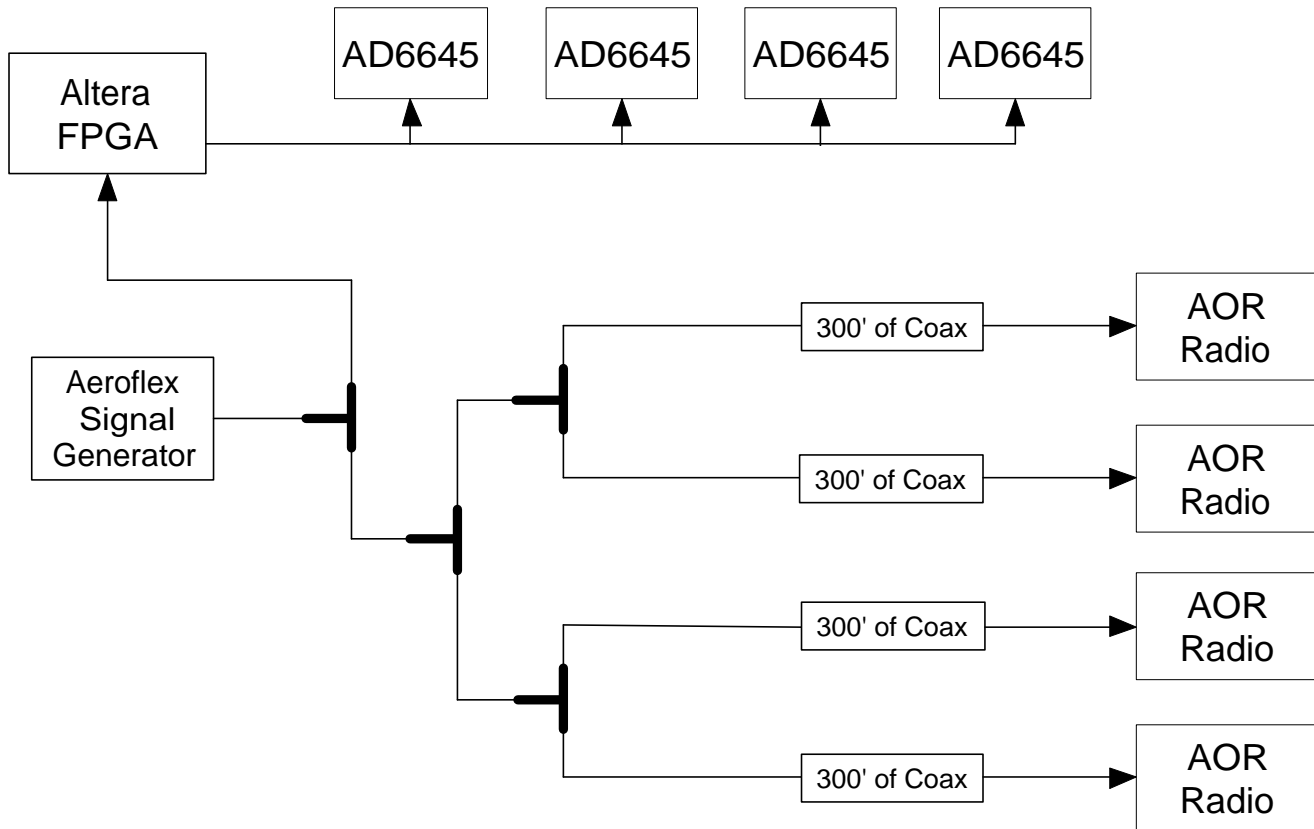 AD6645
AD6645
AD6645
AD6645
Altera
FPGA
Aeroflex
Signal
Generator
300' of Coax
AOR
Radio
300' of Coax
AOR
Radio
300' of Coax
AOR
Radio
300' of Coax
AOR
Radio